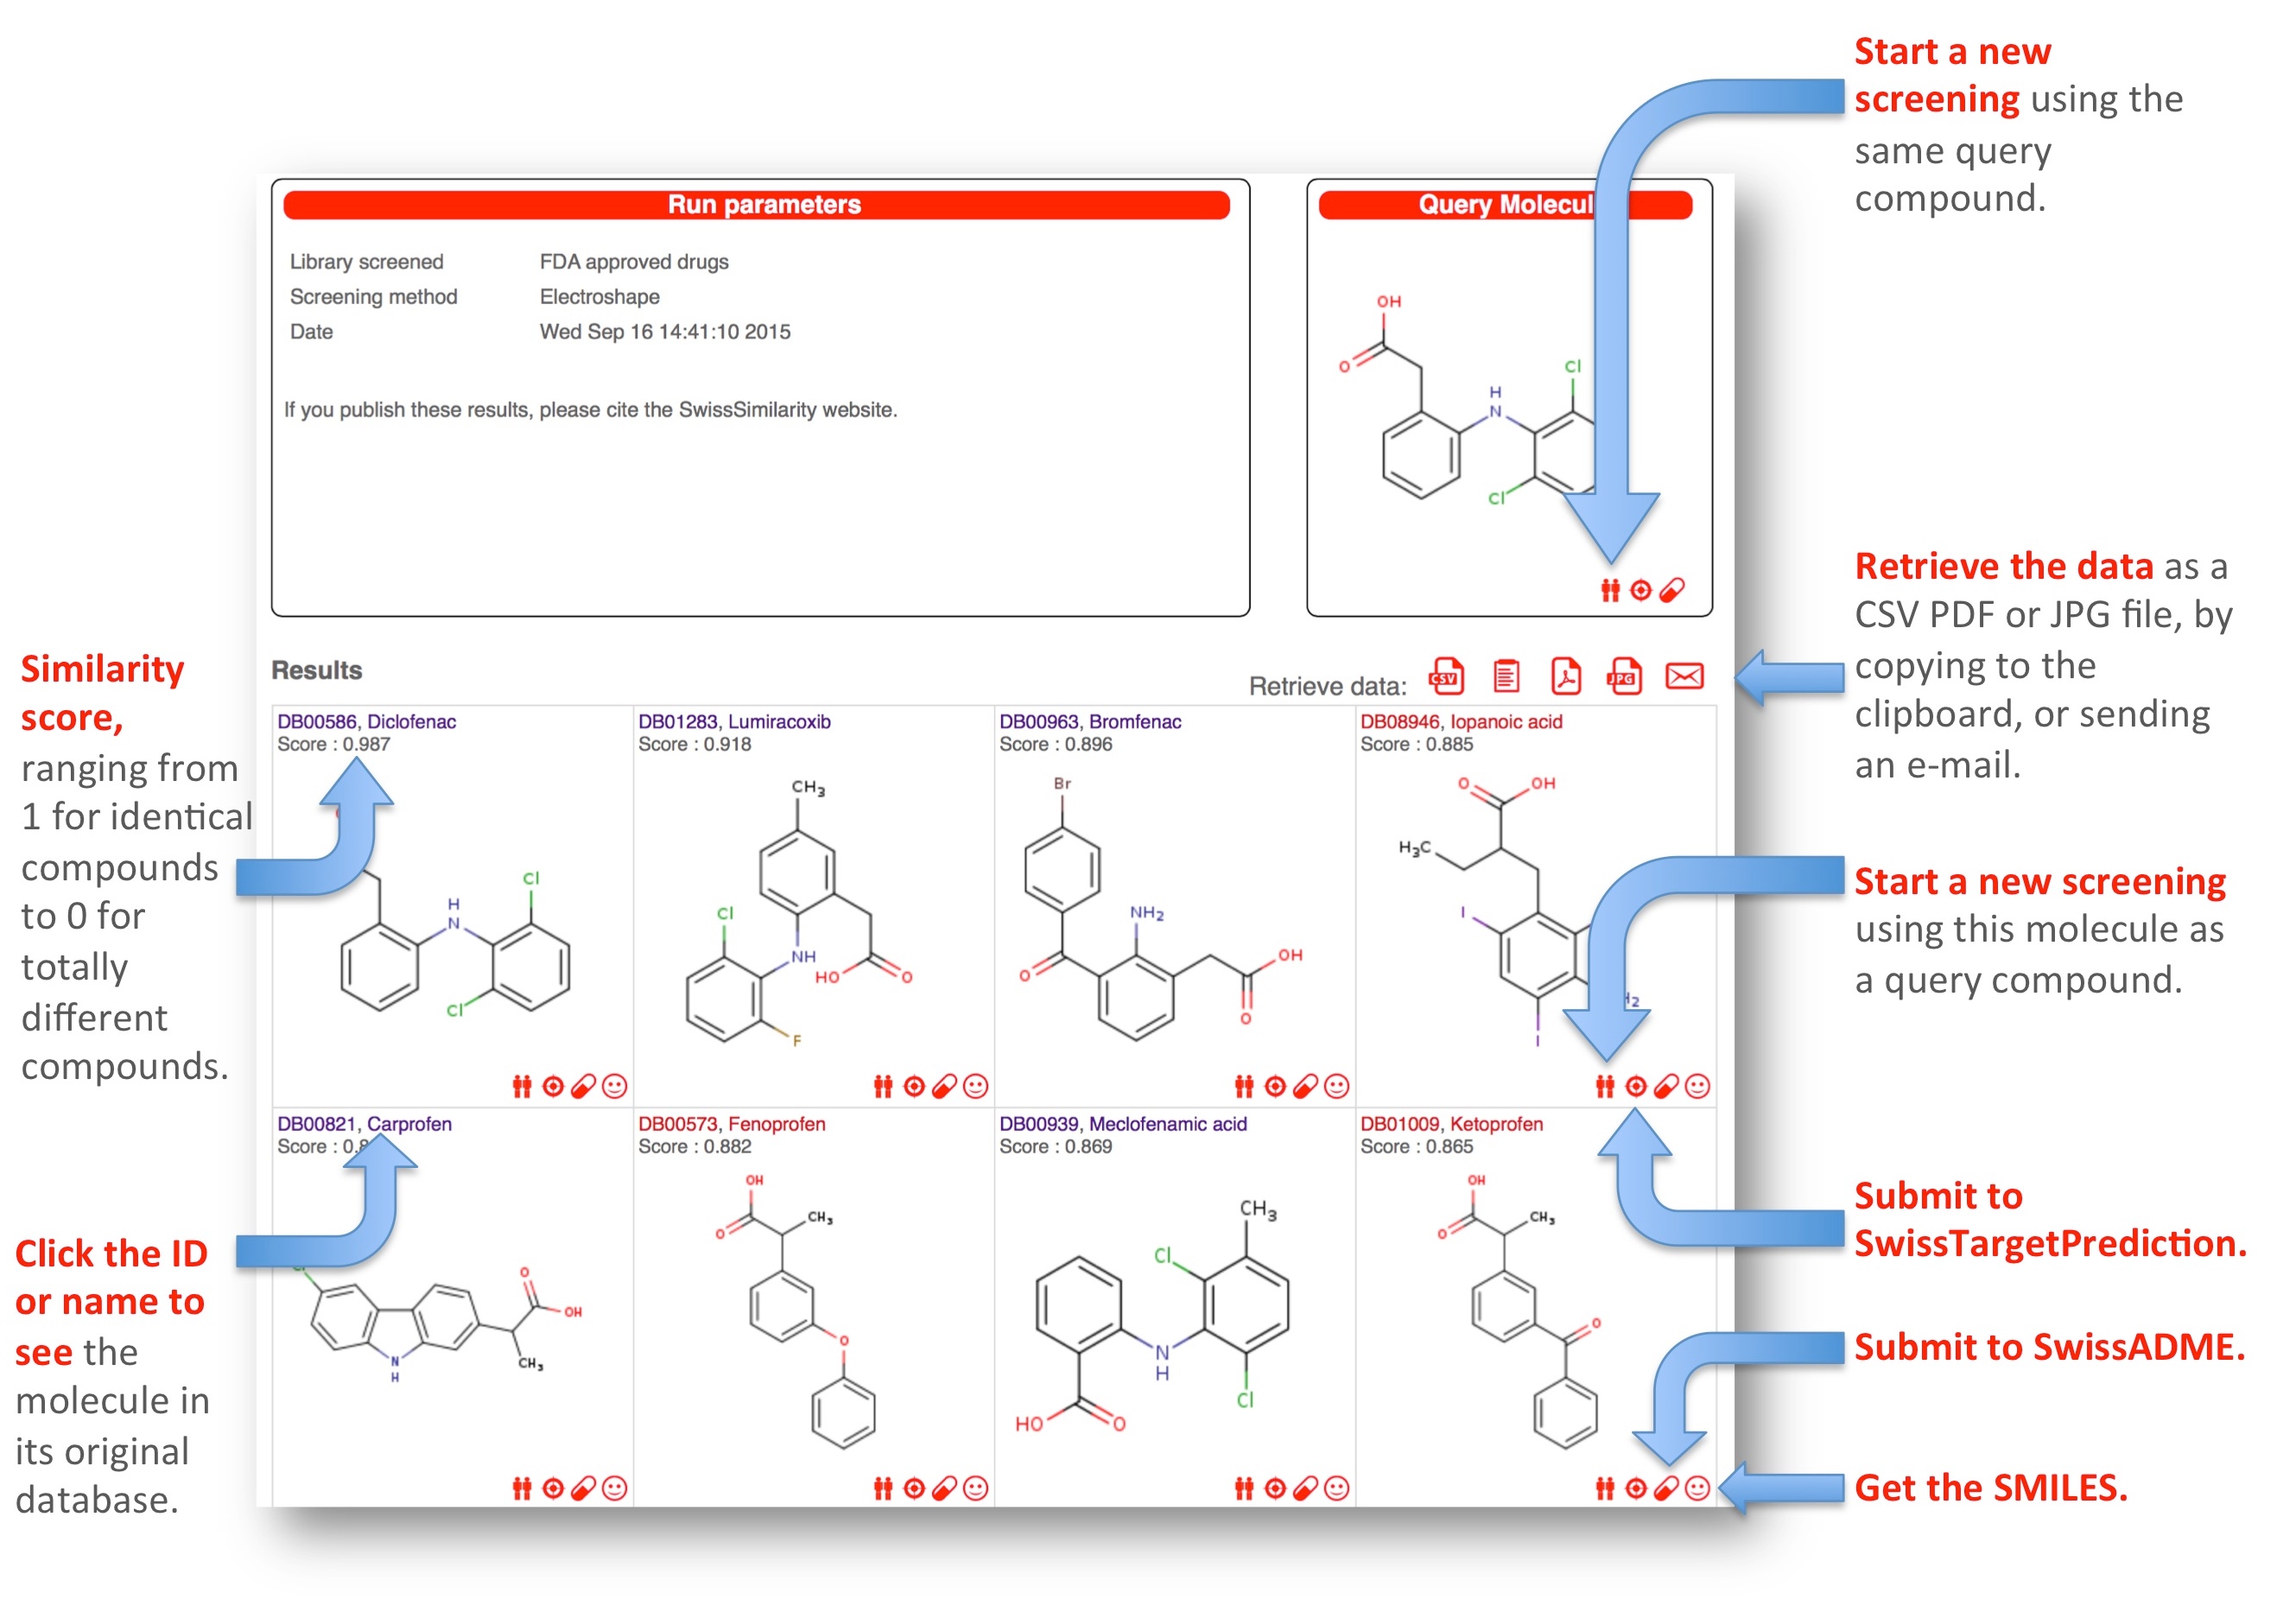 Start a new
screening using the
same query
compound.
Run parameters
Library screened FDA approved drugs
Screening method Electroshape
Date Wed Sep 16 14:41:10 2015
If you publish these results, please cite the SwissSimilarity website.
Query Molecul
OH
O
Cl
H
N
Cl
Retrieve the data as a
CSV PDF or JPG file, by
copying to the
clipboard, or sending
an e-mail.
Similarity
score,
ranging from
1 for identical
compounds
to 0 for
totally
different
compounds.
Results
Retrieve data:
CSV
JPG
DB00586, Diclofenac
Score : 0.987
H
N
Cl
Cl
DB01283, Lumiracoxib
Score : 0.918
CH3
Cl
NH
HO
O
F
DB00963, Bromfenac
Score : 0.896
Br
NH2
O
OH
O
DB08946, Iopanoic acid
Score : 0.885
O
OH
H3C
I
I
Start a new screening
using this molecule as
a query compound.
Click the ID
or name to
see the
molecule in
its original
database.
DB00821, Carprofen
Score : 0.8
O
OH
CH3
N
H
DB00573, Fenoprofen
Score : 0.882
OH
O
CH3
O
DB00939, Meclofenamic acid
Score : 0.869
CH3
Cl
N
H
Cl
HO
O
DB01009, Ketoprofen
Score : 0.865
OH
O
CH3
O
Submit to
SwissTargetPrediction.
Submit to SwissADME.
Get the SMILES.